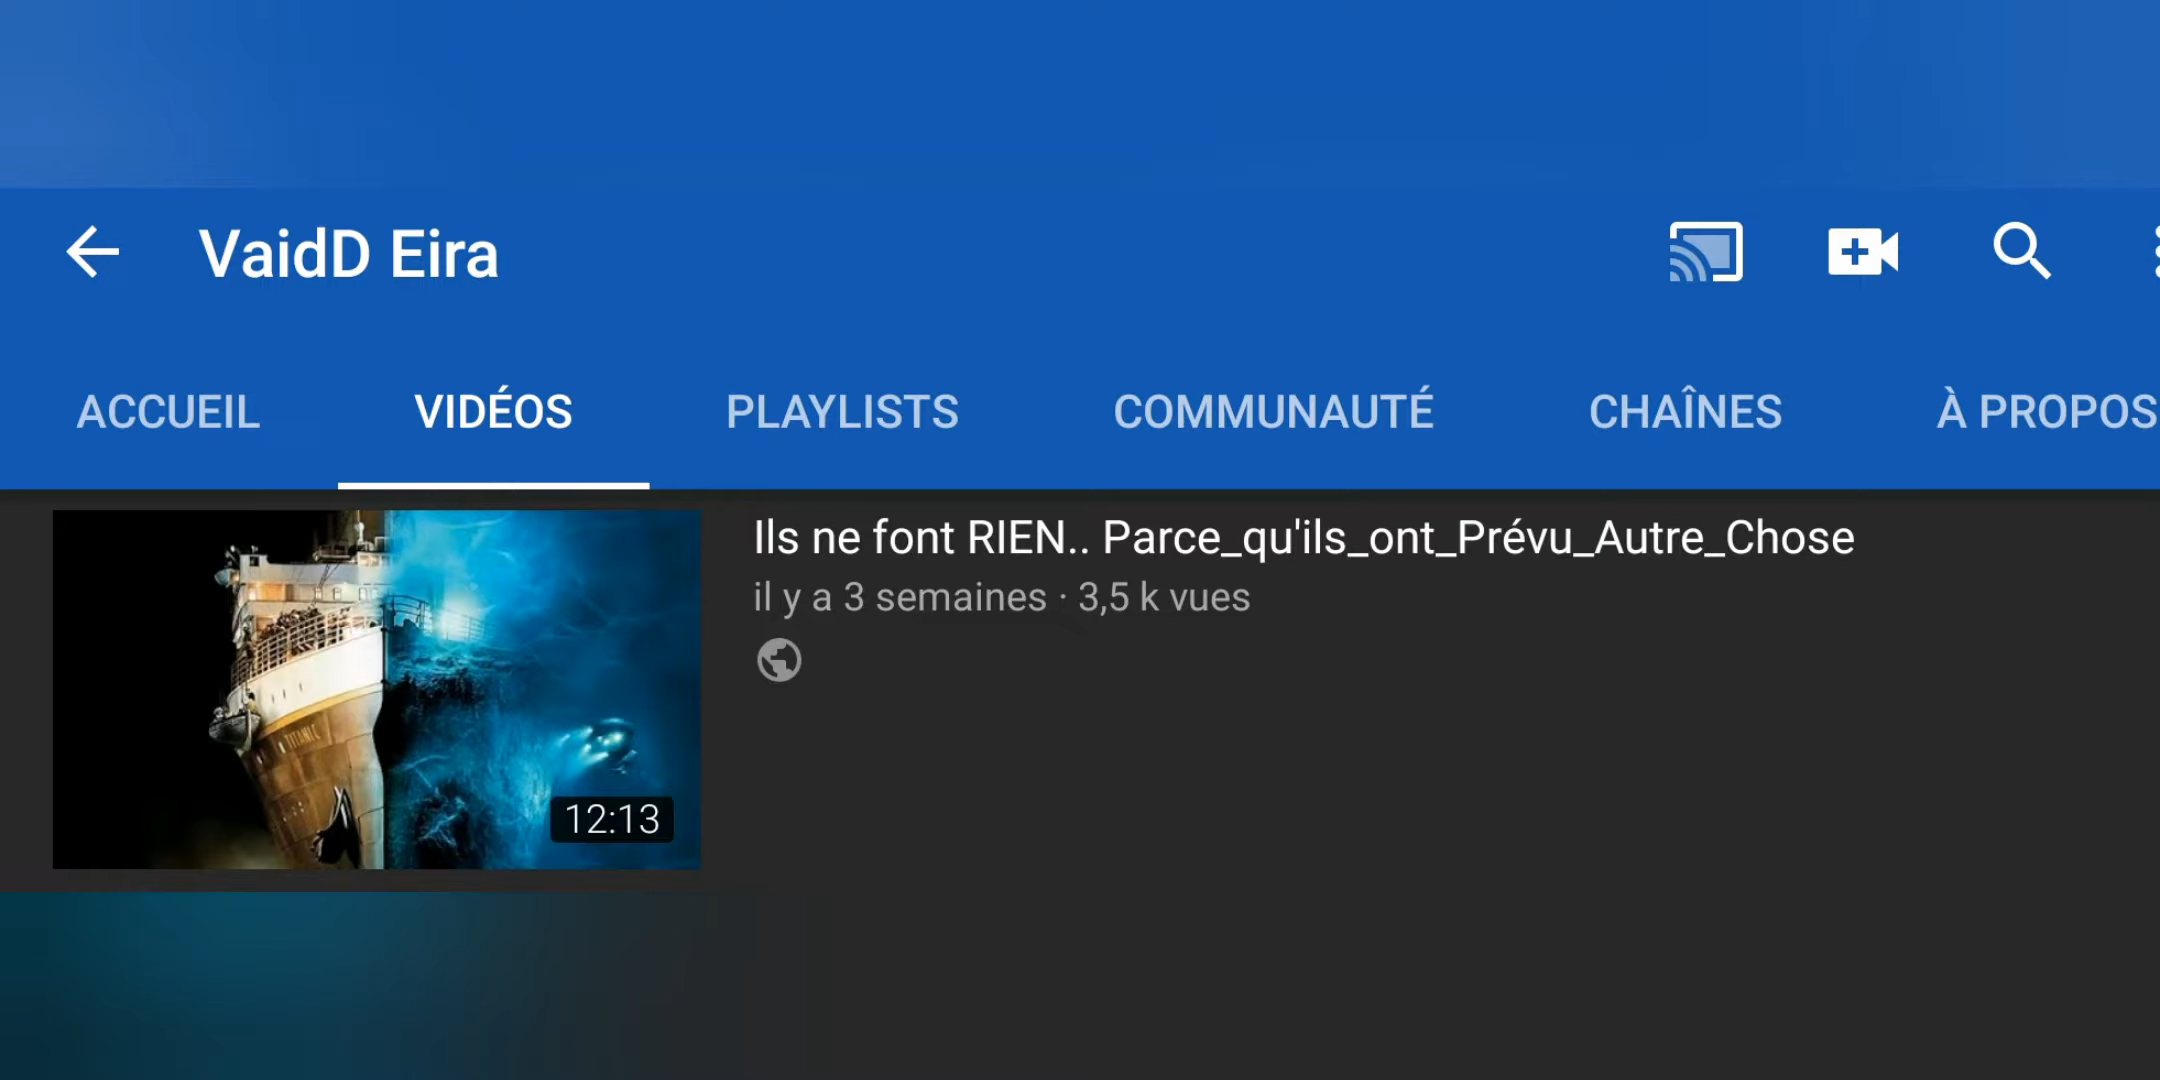 VaidD Eira
ACCUEIL VIDÉOS PLAYLISTS COMMUNAUTÉ CHAÎNES À PROPOS
Ils ne font RIEN.. Parce_qu'ils_ont_Prévu_Autre_Chose
il y a 3 semaines · 3,5 k vues
TITANIC
12:13